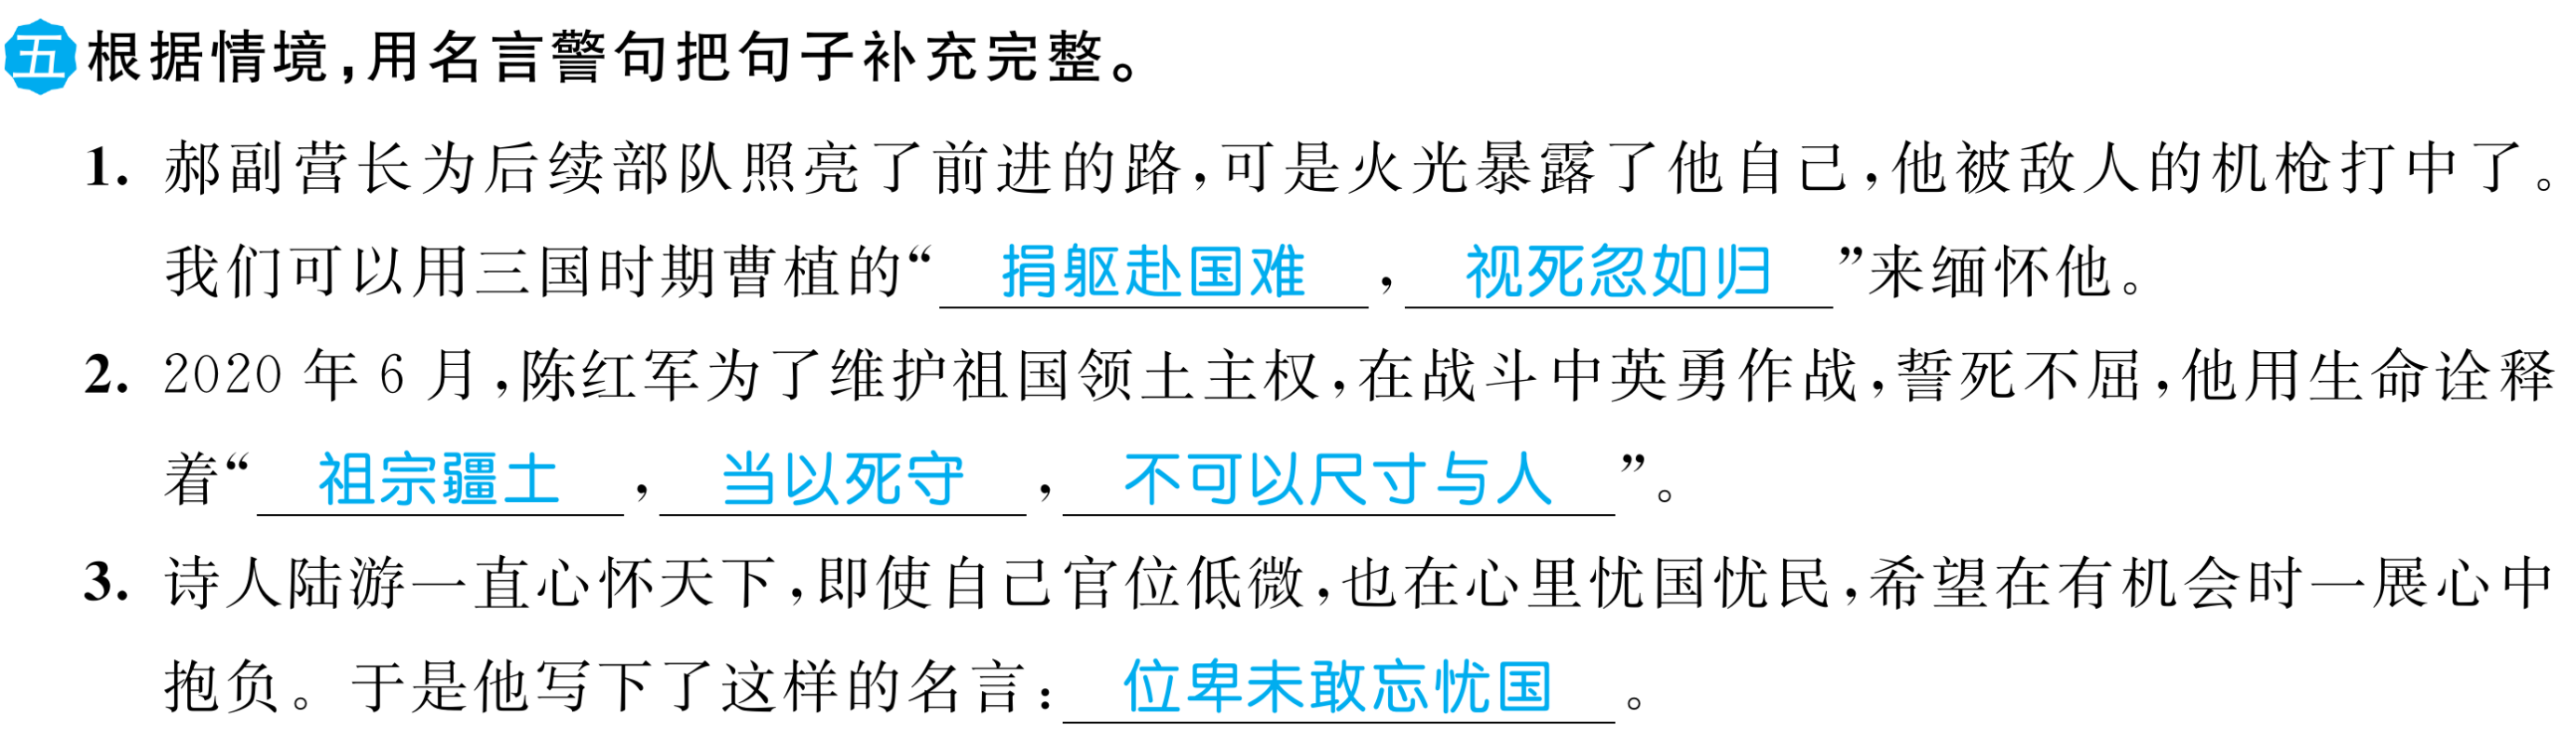 五 根据情境,用名言警句把句子补充完整。
1. 郝副营长为后续部队照亮了前进的路,可是火光暴露了他自己,他被敌人的机枪打中了。
我们可以用三国时期曹植的“ 捐躯赴国难 , 视死忽如归 ”来缅怀他。
2. 2020 年 6 月,陈红军为了维护祖国领土主权,在战斗中英勇作战,誓死不屈,他用生命诠释
着“ 祖宗疆土 , 当以死守 , 不可以尺寸与人 ”。
3. 诗人陆游一直心怀天下,即使自己官位低微,也在心里忧国忧民,希望在有机会时一展心中
抱负。于是他写下了这样的名言: 位卑未敢忘忧国 。